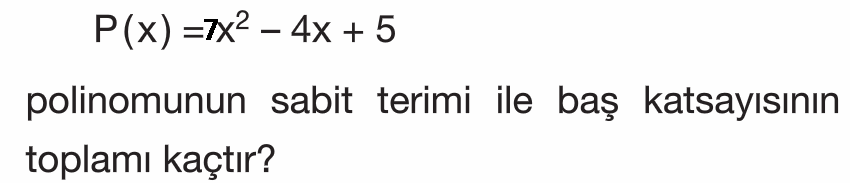 P(x) =7x² – 4x + 5
polinomunun sabit terimi ile baş katsayısının
toplamı kaçtır?